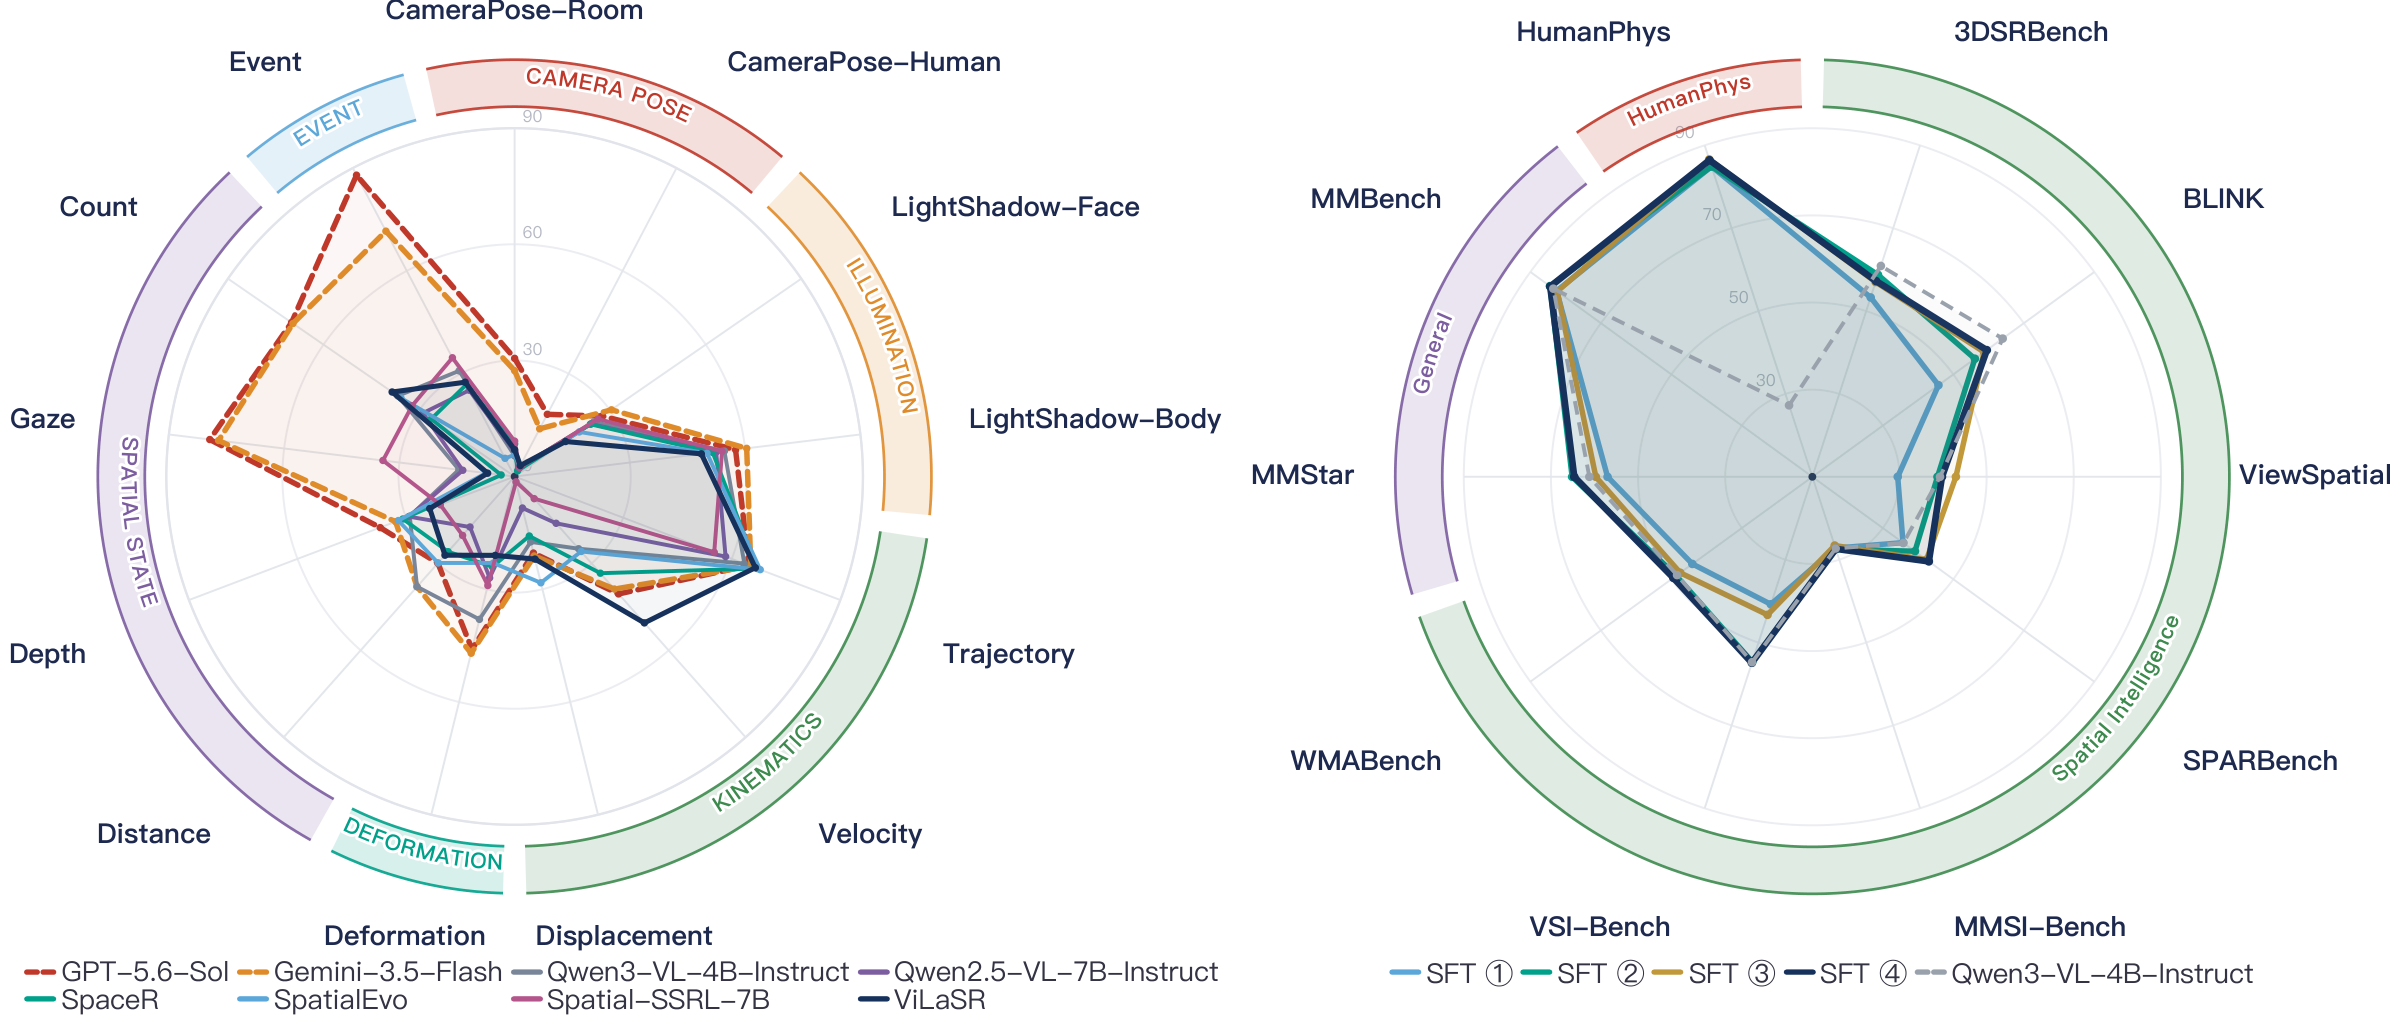 CameraPose–Room
Event
CameraPose–Human
CAMERA POSE
EVENT
90
Count
LightShadow–Face
60
ILLUMINATION
30
Gaze
LightShadow–Body
SPATIAL STATE
Depth
Trajectory
KINEMATICS
Distance
Velocity
DEFORMATION
Deformation
Displacement
GPT–5.6–Sol
Gemini–3.5–Flash
Qwen3–VL–4B–Instruct
Qwen2.5–VL–7B–Instruct
SpaceR
SpatialEvo
Spatial–SSRL–7B
ViLaSR
HumanPhys
3DSRBench
HumanPhys
90
MMBench
BLINK
70
50
General
30
MMStar
ViewSpatial
Spatial Intelligence
WMABench
SPARBench
VSI–Bench
MMSI–Bench
SFT ①
SFT ②
SFT ③
SFT ④
Qwen3–VL–4B–Instruct